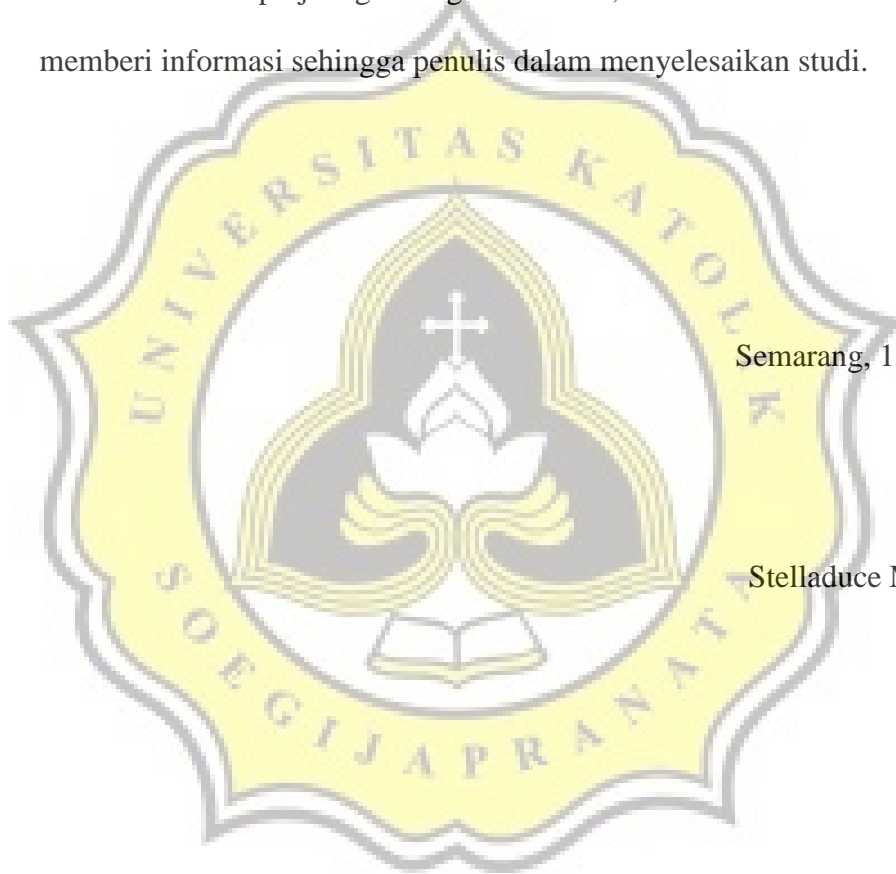 memberi informasi sehingga penulis dalam menyelesaikan studi.
UNIVERSITAS KATOLIK
Semarang, 1
Stelladuce
SOEGIJAPRANATA